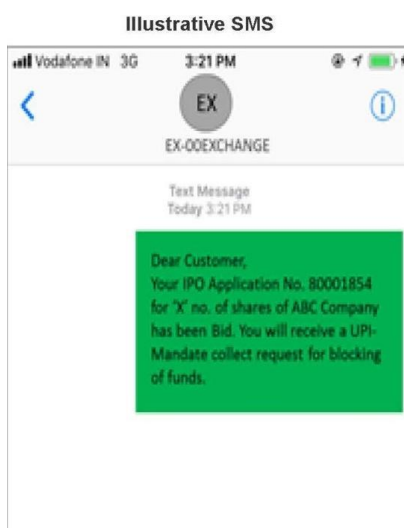 Illustrative SMS
Vodafone IN 3G 3:21 PM
EX
EX-OOEXCHANGE
Text Message
Today 3:21 PM
Dear Customer,
Your IPO Application No. 80001854
for 'X' no. of shares of ABC Company
has been Bid. You will receive a UPI-
Mandate collect request for blocking
of funds.